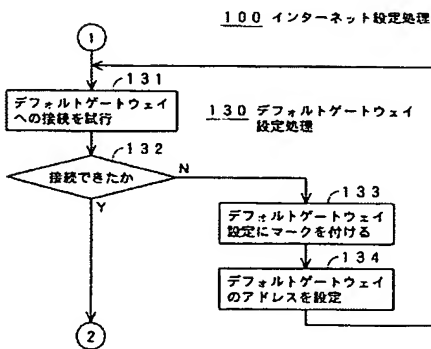 100 インターネット設定処理
1
131
デフォルトゲートウェイ
への接続を試行
130 デフォルトゲートウェイ
設定処理
132
接続できたか
N
Y
133
デフォルトゲートウェイ
設定にマークを付ける
134
デフォルトゲートウェイ
のアドレスを設定
2